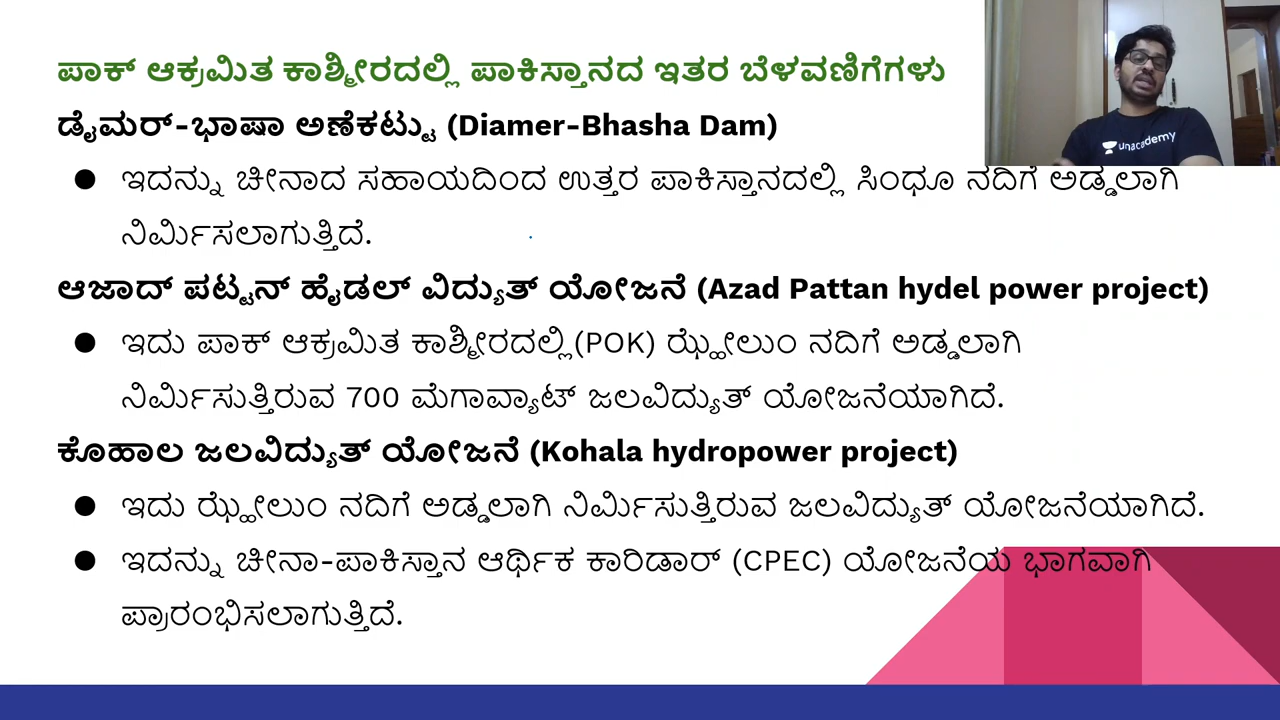 ಪಾಕ್ ಆಕ್ರಮಿತ ಕಾಶ್ಮೀರದಲ್ಲಿ ಪಾಕಿಸ್ತಾನದ ಇತರ ಬೆಳವಣಿಗೆಗಳು
unacademy
ಡೈಮರ್-ಭಾಷಾ ಅಣೆಕಟ್ಟು (Diamer-Bhasha Dam)
● ಇದನ್ನು ಚೀನಾದ ಸಹಾಯದಿಂದ ಉತ್ತರ ಪಾಕಿಸ್ತಾನದಲ್ಲಿ ಸಿಂಧೂ ನದಿಗೆ ಅಡ್ಡಲಾಗಿ
ನಿರ್ಮಿಸಲಾಗುತ್ತಿದೆ.
ಆಜಾದ್ ಪಟ್ಟನ್ ಹೈಡಲ್ ವಿದ್ಯುತ್ ಯೋಜನೆ (Azad Pattan hydel power project)
● ಇದು ಪಾಕ್ ಆಕ್ರಮಿತ ಕಾಶ್ಮೀರದಲ್ಲಿ(POK) ಝ್ಹೇಲುಂ ನದಿಗೆ ಅಡ್ಡಲಾಗಿ
ನಿರ್ಮಿಸುತ್ತಿರುವ 700 ಮೆಗಾವ್ಯಾಟ್ ಜಲವಿದ್ಯುತ್ ಯೋಜನೆಯಾಗಿದೆ.
ಕೊಹಾಲ ಜಲವಿದ್ಯುತ್ ಯೋಜನೆ (Kohala hydropower project)
● ಇದು ಝ್ಹೇಲುಂ ನದಿಗೆ ಅಡ್ಡಲಾಗಿ ನಿರ್ಮಿಸುತ್ತಿರುವ ಜಲವಿದ್ಯುತ್ ಯೋಜನೆಯಾಗಿದೆ.
● ಇದನ್ನು ಚೀನಾ-ಪಾಕಿಸ್ತಾನ ಆರ್ಥಿಕ ಕಾರಿಡಾರ್ (CPEC) ಯೋಜನೆಯ ಭಾಗವಾಗಿ
ಪ್ರಾರಂಭಿಸಲಾಗುತ್ತಿದೆ.